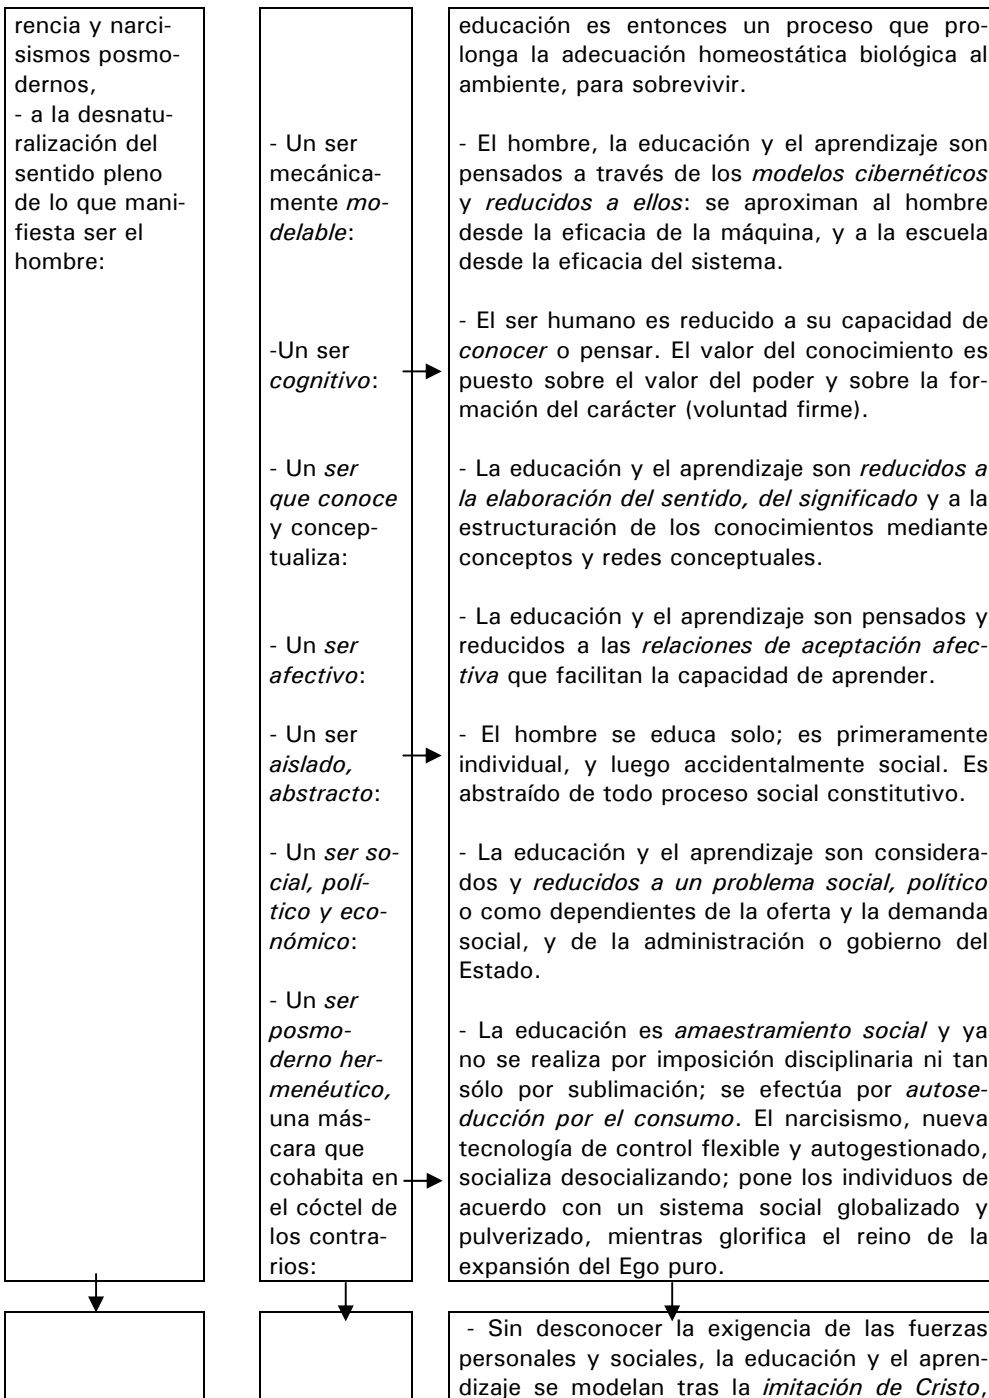 rencia y narci-
sismos posmo-
dernos,
- a la desnatu-
ralización del
sentido pleno
de lo que mani-
fiesta ser el
hombre:
- Un ser
mecánica-
mente mo-
delable:
-Un ser
cognitivo:
- Un ser
que conoce
y concep-
tualiza:
- Un ser
afectivo:
- Un ser
aislado,
abstracto:
- Un ser so-
cial, polí-
tico y eco-
nómico:
- Un ser
posmo-
derno her-
menéutico,
una más-
cara que
cohabita en
el cóctel de
los contra-
rios:
educación es entonces un proceso que pro-
longa la adecuación homeostática biológica al
ambiente, para sobrevivir.
- El hombre, la educación y el aprendizaje son
pensados a través de los modelos cibernéticos
y reducidos a ellos: se aproximan al hombre
desde la eficacia de la máquina, y a la escuela
desde la eficacia del sistema.
- El ser humano es reducido a su capacidad de
conocer o pensar. El valor del conocimiento es
puesto sobre el valor del poder y sobre la for-
mación del carácter (voluntad firme).
- La educación y el aprendizaje son reducidos a
la elaboración del sentido, del significado y a la
estructuración de los conocimientos mediante
conceptos y redes conceptuales.
- La educación y el aprendizaje son pensados y
reducidos a las relaciones de aceptación afec-
tiva que facilitan la capacidad de aprender.
- El hombre se educa solo; es primeramente
individual, y luego accidentalmente social. Es
abstraído de todo proceso social constitutivo.
- La educación y el aprendizaje son considera-
dos y reducidos a un problema social, político
o como dependientes de la oferta y la demanda
social, y de la administración o gobierno del
Estado.
- La educación es amaestramiento social y ya
no se realiza por imposición disciplinaria ni tan
sólo por sublimación; se efectúa por autose-
ducción por el consumo. El narcisismo, nueva
tecnología de control flexible y autogestionado,
socializa desocializando; pone los individuos de
acuerdo con un sistema social globalizado y
pulverizado, mientras glorifica el reino de la
expansión del Ego puro.
- Sin desconocer la exigencia de las fuerzas
personales y sociales, la educación y el apren-
dizaje se modelan tras la imitación de Cristo,